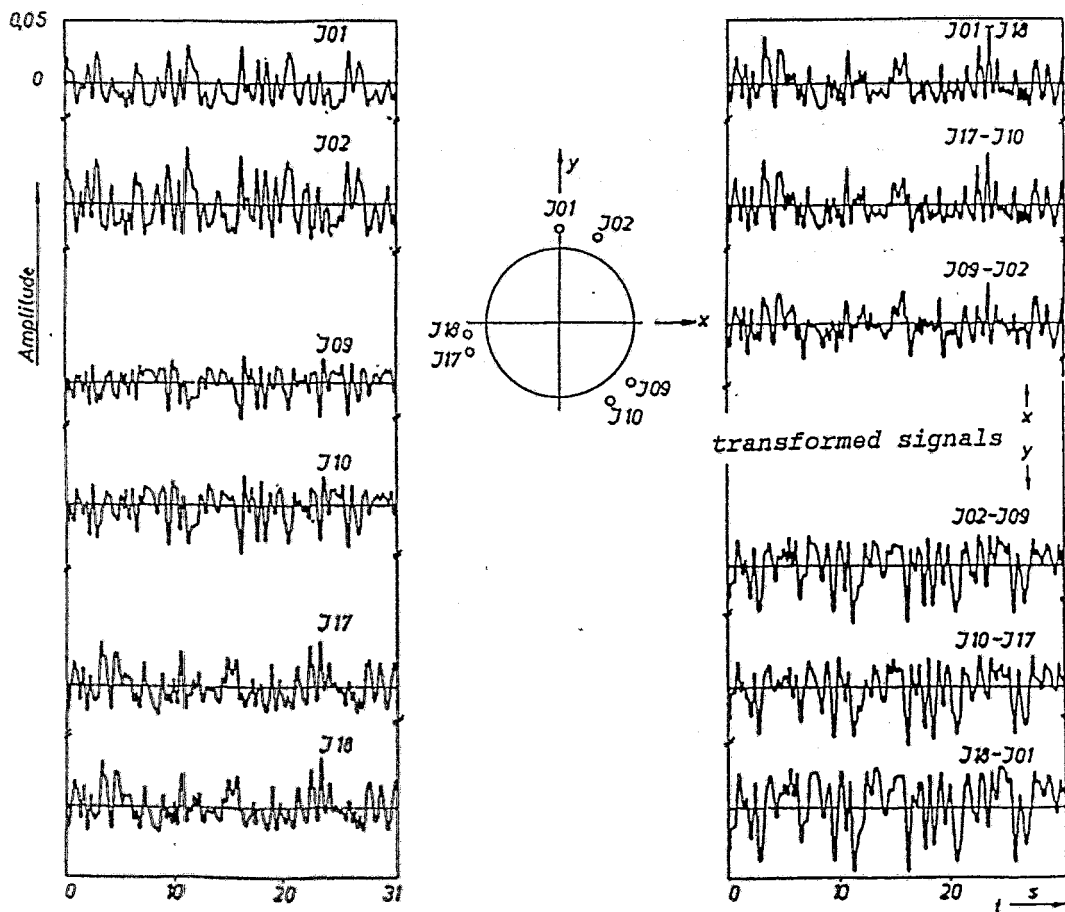 0,05
0
Amplitude
J01
J02
J09
J10
J17
J18
0 10 20 31
y
J01
J02
x
J18
J17
J09
J10
J01-J18
J17-J10
J09-J02
transformed signals
x
y
J02-J09
J10-J17
J18-J01
0 10 20
t s